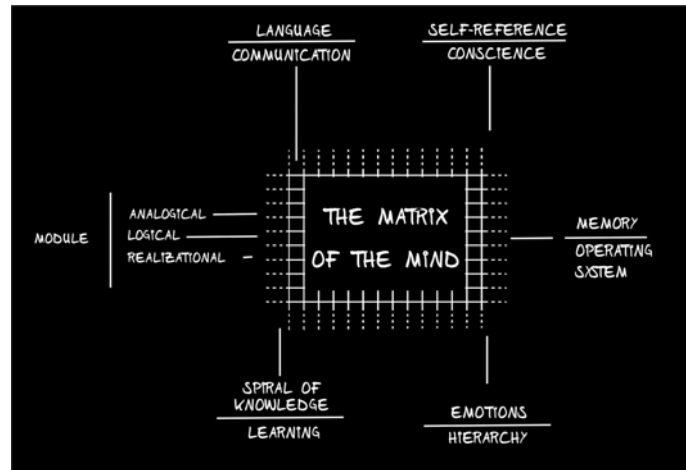 LANGUAGE
COMMUNICATION
SELF-REFERENCE
CONSCIENCE
MODULE
ANALOGICAL
LOGICAL
REALIZATIONAL
THE MATRIX
OF THE MIND
MEMORY
OPERATING
SYSTEM
SPIRAL OF
KNOWLEDGE
LEARNING
EMOTIONS
HIERARCHY